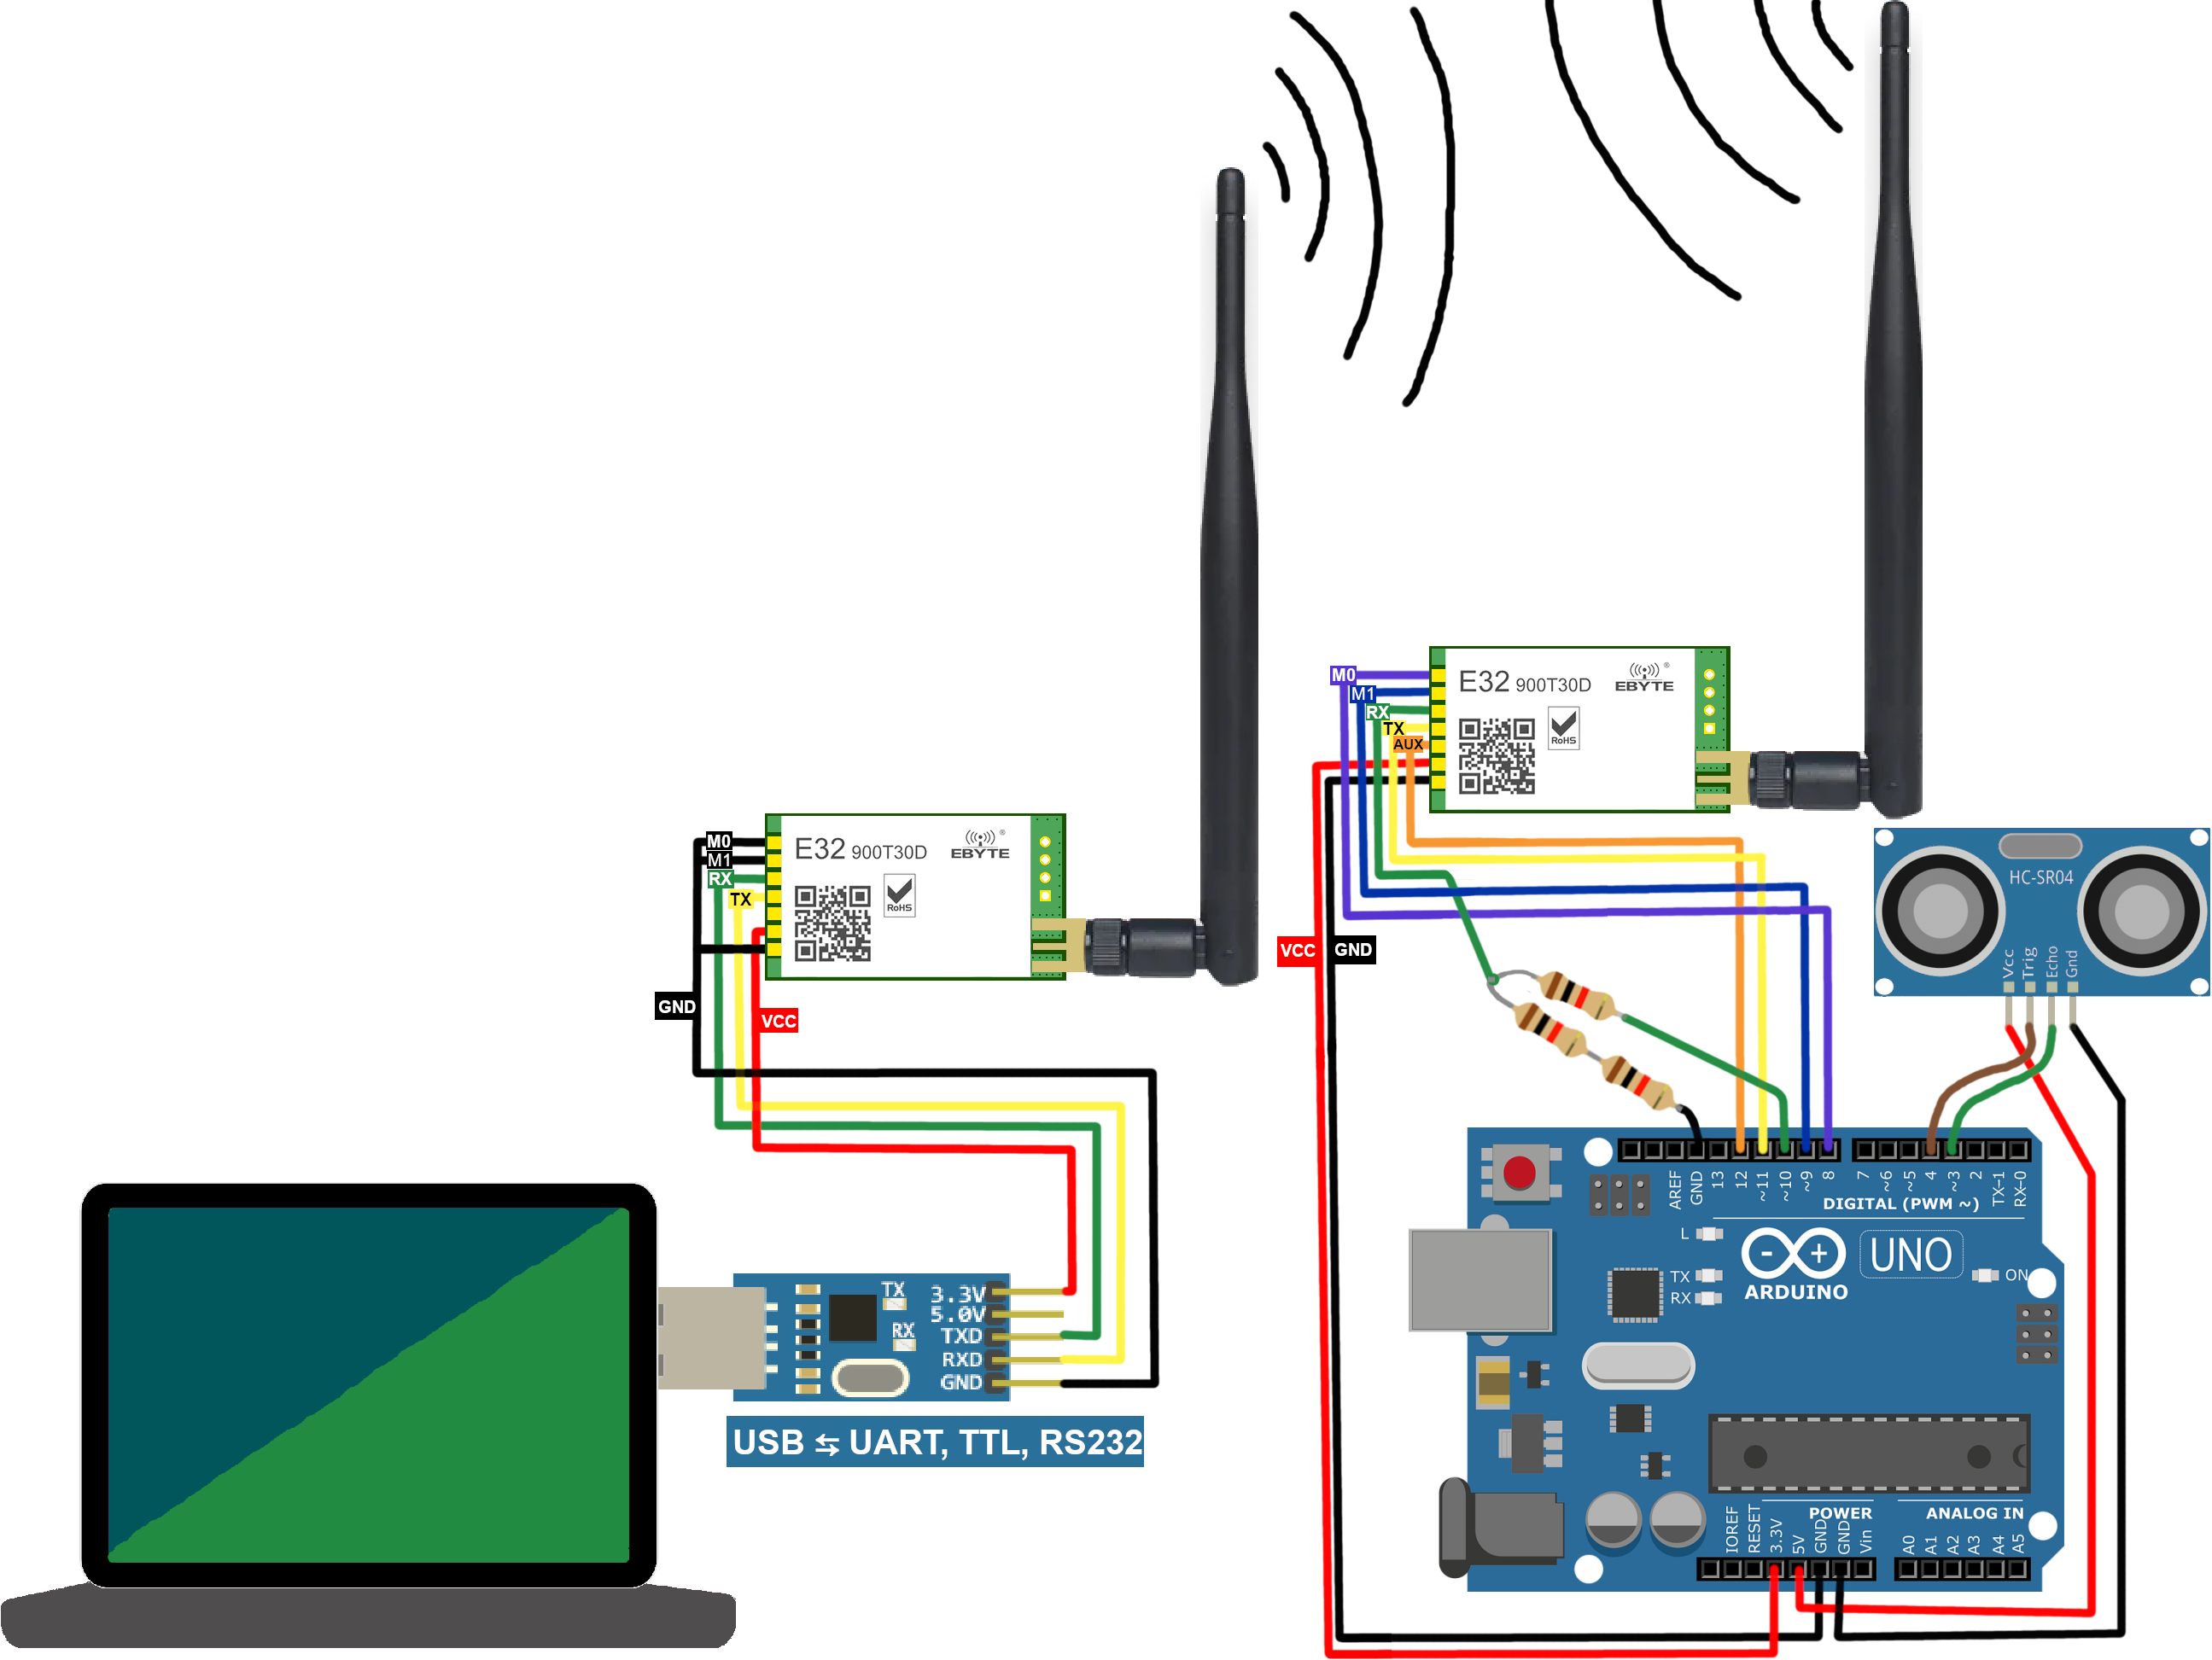 M0
M1
RX
TX
AUX
E32 900T30D
EBYTE
®
RoHS
VCC
GND
M0
M1
RX
TX
E32 900T30D
EBYTE
®
RoHS
GND
VCC
HC-SR04
Vcc
Trig
Echo
Gnd
TX
RX
3.3V
5.0V
TXD
RXD
GND
USB ⇆ UART, TTL, RS232
AREF
GND
13
12
~11
~10
~9
8
7
~6
~5
4
~3
2
TX-1
RX-0
DIGITAL (PWM ~)
L
TX
RX
- +
UNO
ARDUINO
ON
POWER
ANALOG IN
IOREF
RESET
3.3V
5V
GND
GND
Vin
A0
A1
A2
A3
A4
A5